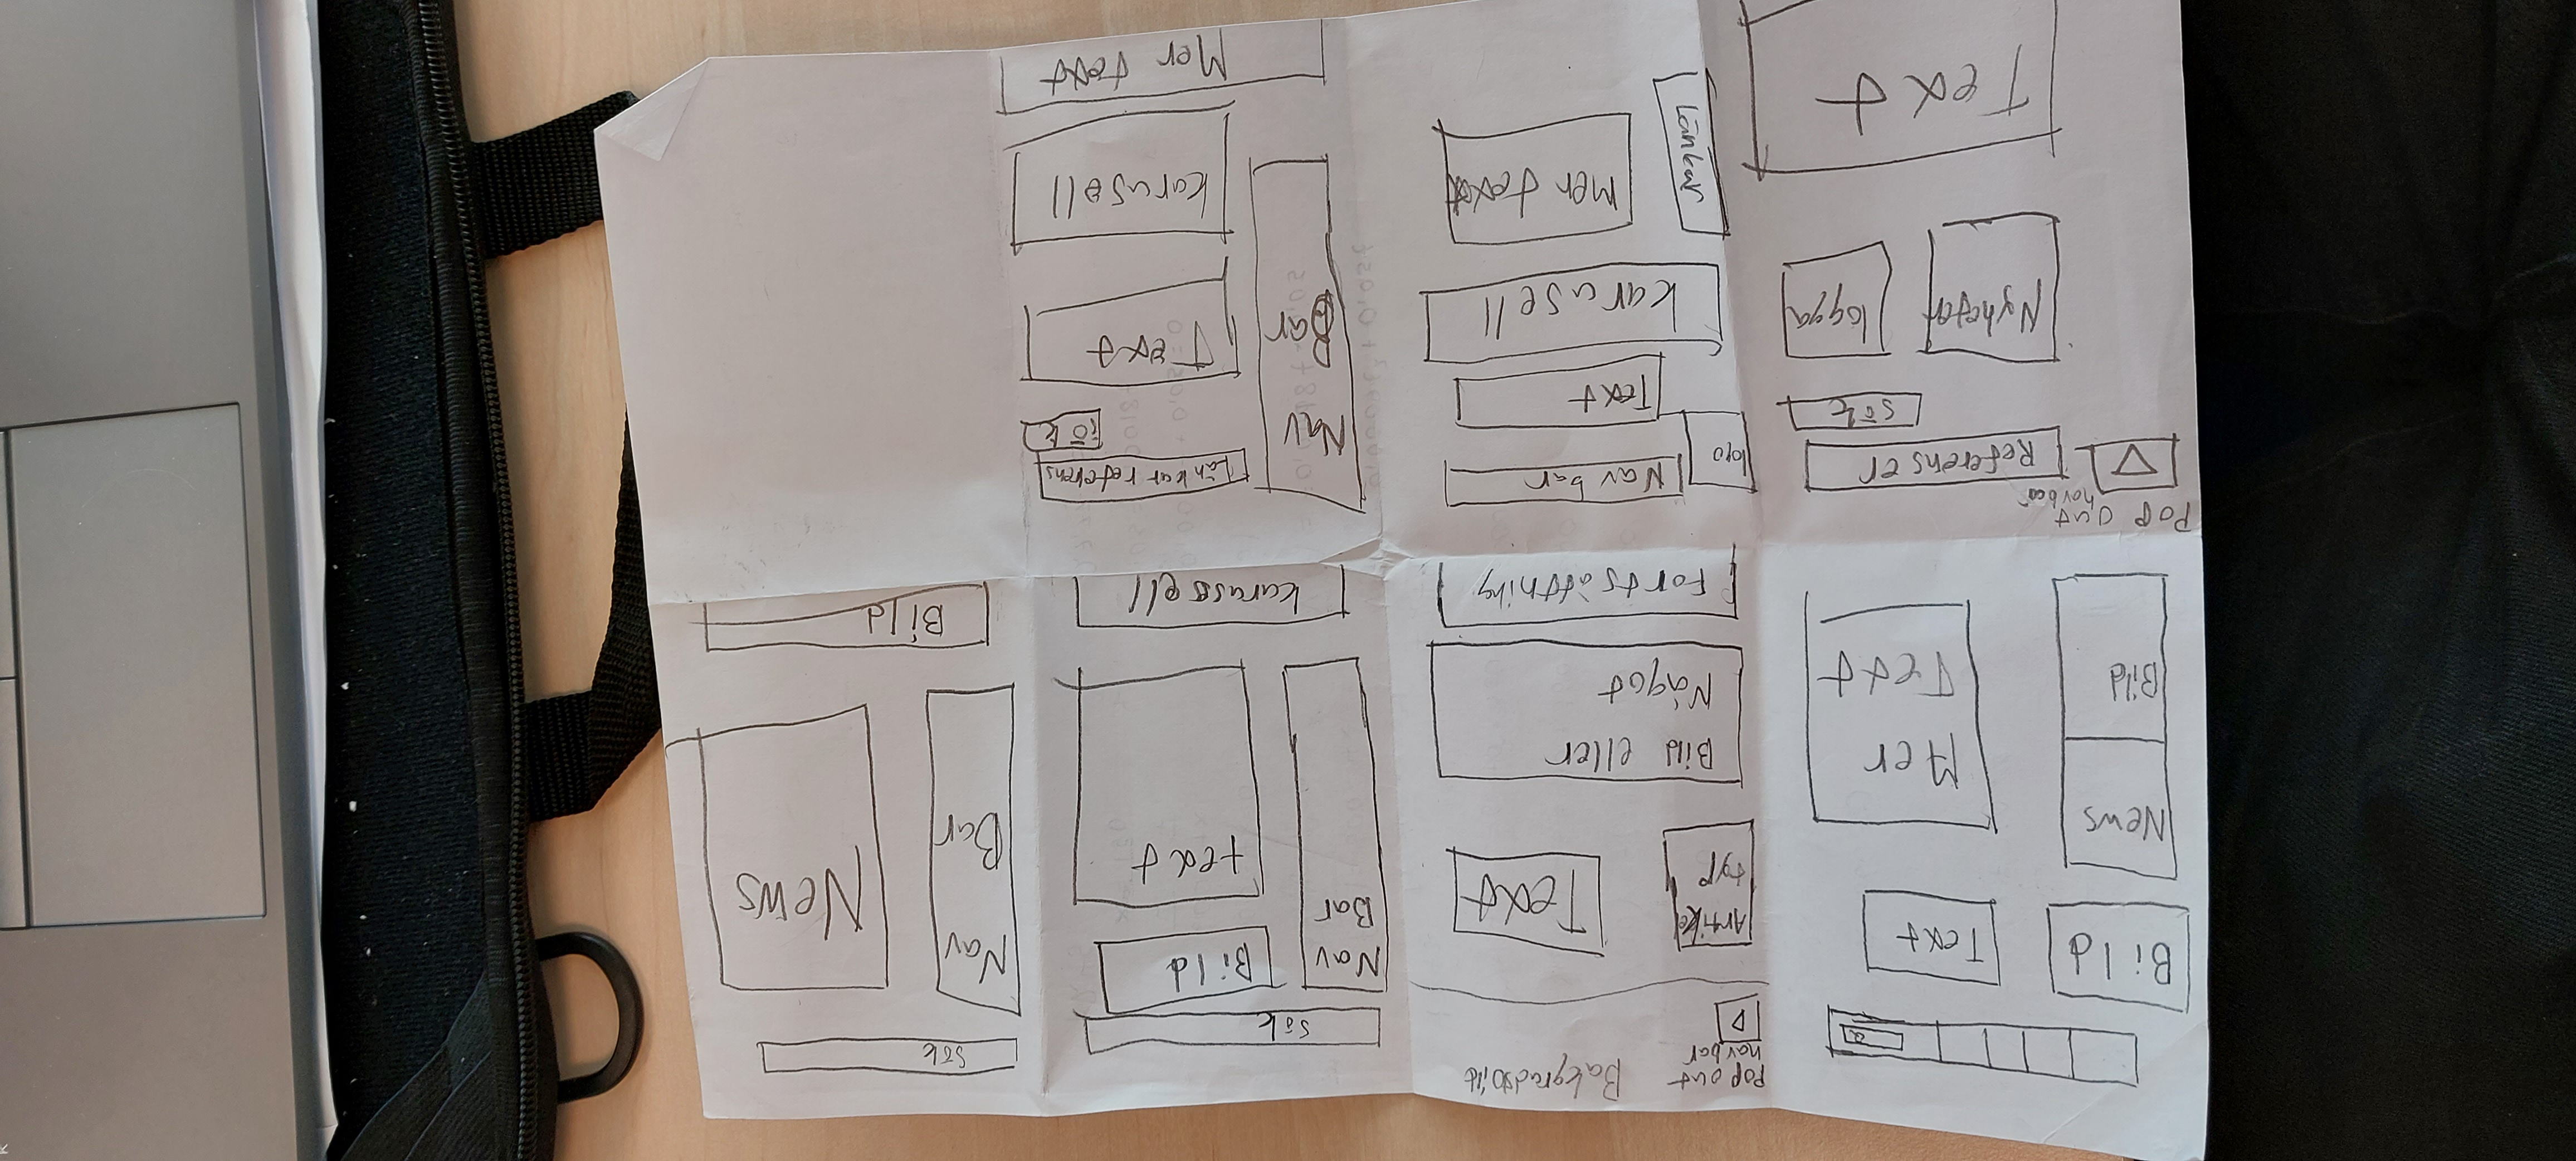 Bild
Text
News
Bild
Mer
Text
Pop out
navbar
Bakgrudsbild
Artikel
typ
Text
Bild eller
Något
Fortsättning
Sök
Nav
Bar
Bild
text
karusell
Sök
Nav
Bar
News
Bild
Pop out
navbar
Referenser
Sök
Nyheter
logga
Text
logo
Nav bar
Text
karusell
länkar
Mer text
Länkar referens
Sök
Nav
Bar
Text
karusell
Mer text